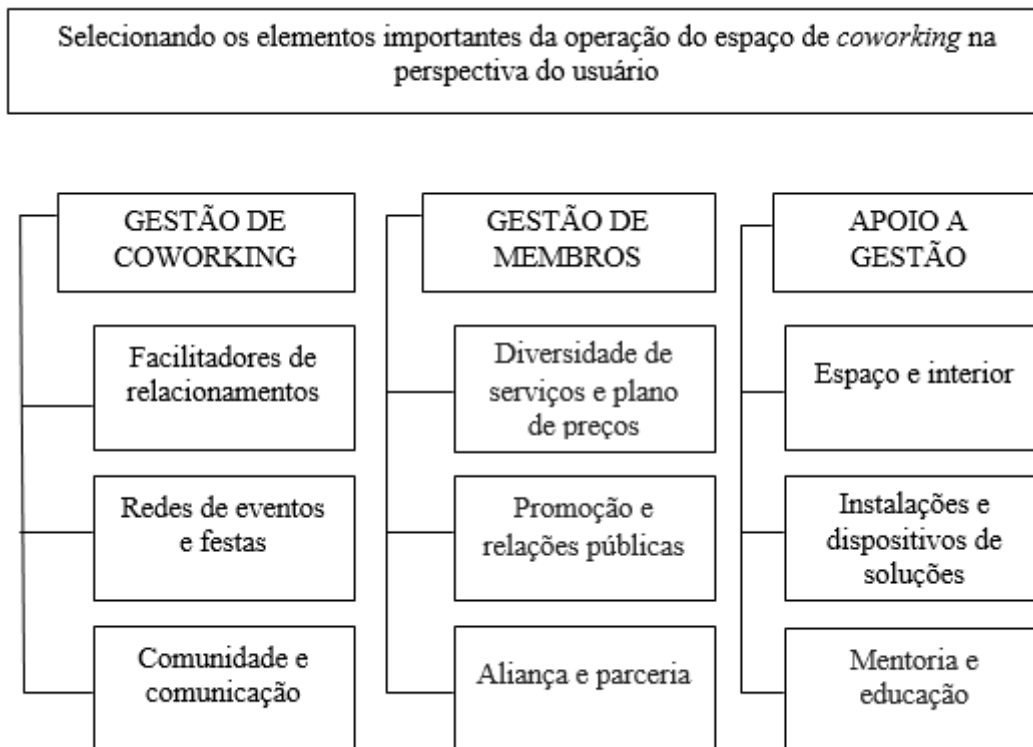 Selecionando os elementos importantes da operação do espaço de coworking na
perspectiva do usuário
GESTÃO DE
COWORKING
Facilitadores de
relacionamentos
Redes de eventos
e festas
Comunidade e
comunicação
GESTÃO DE
MEMBROS
Diversidade de
serviços e plano
de preços
Promoção e
relações públicas
Aliança e parceria
APOIO A
GESTÃO
Espaço e interior
Instalações e
dispositivos de
soluções
Mentoria e
educação